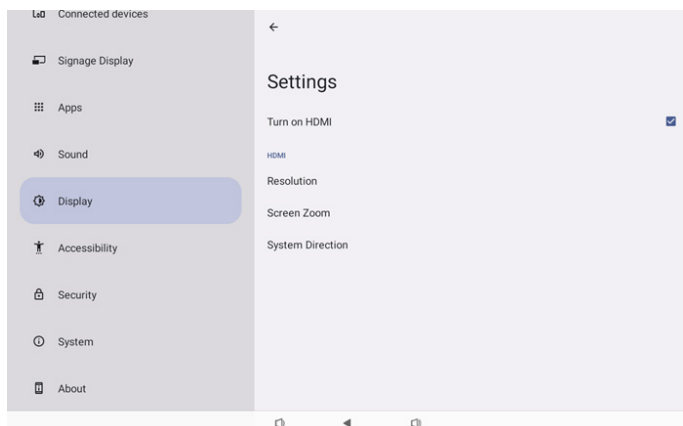 Connected devices
Signage Display
Apps
Sound
Display
Accessibility
Security
System
About
Settings
Turn on HDMI
HDMI
Resolution
Screen Zoom
System Direction